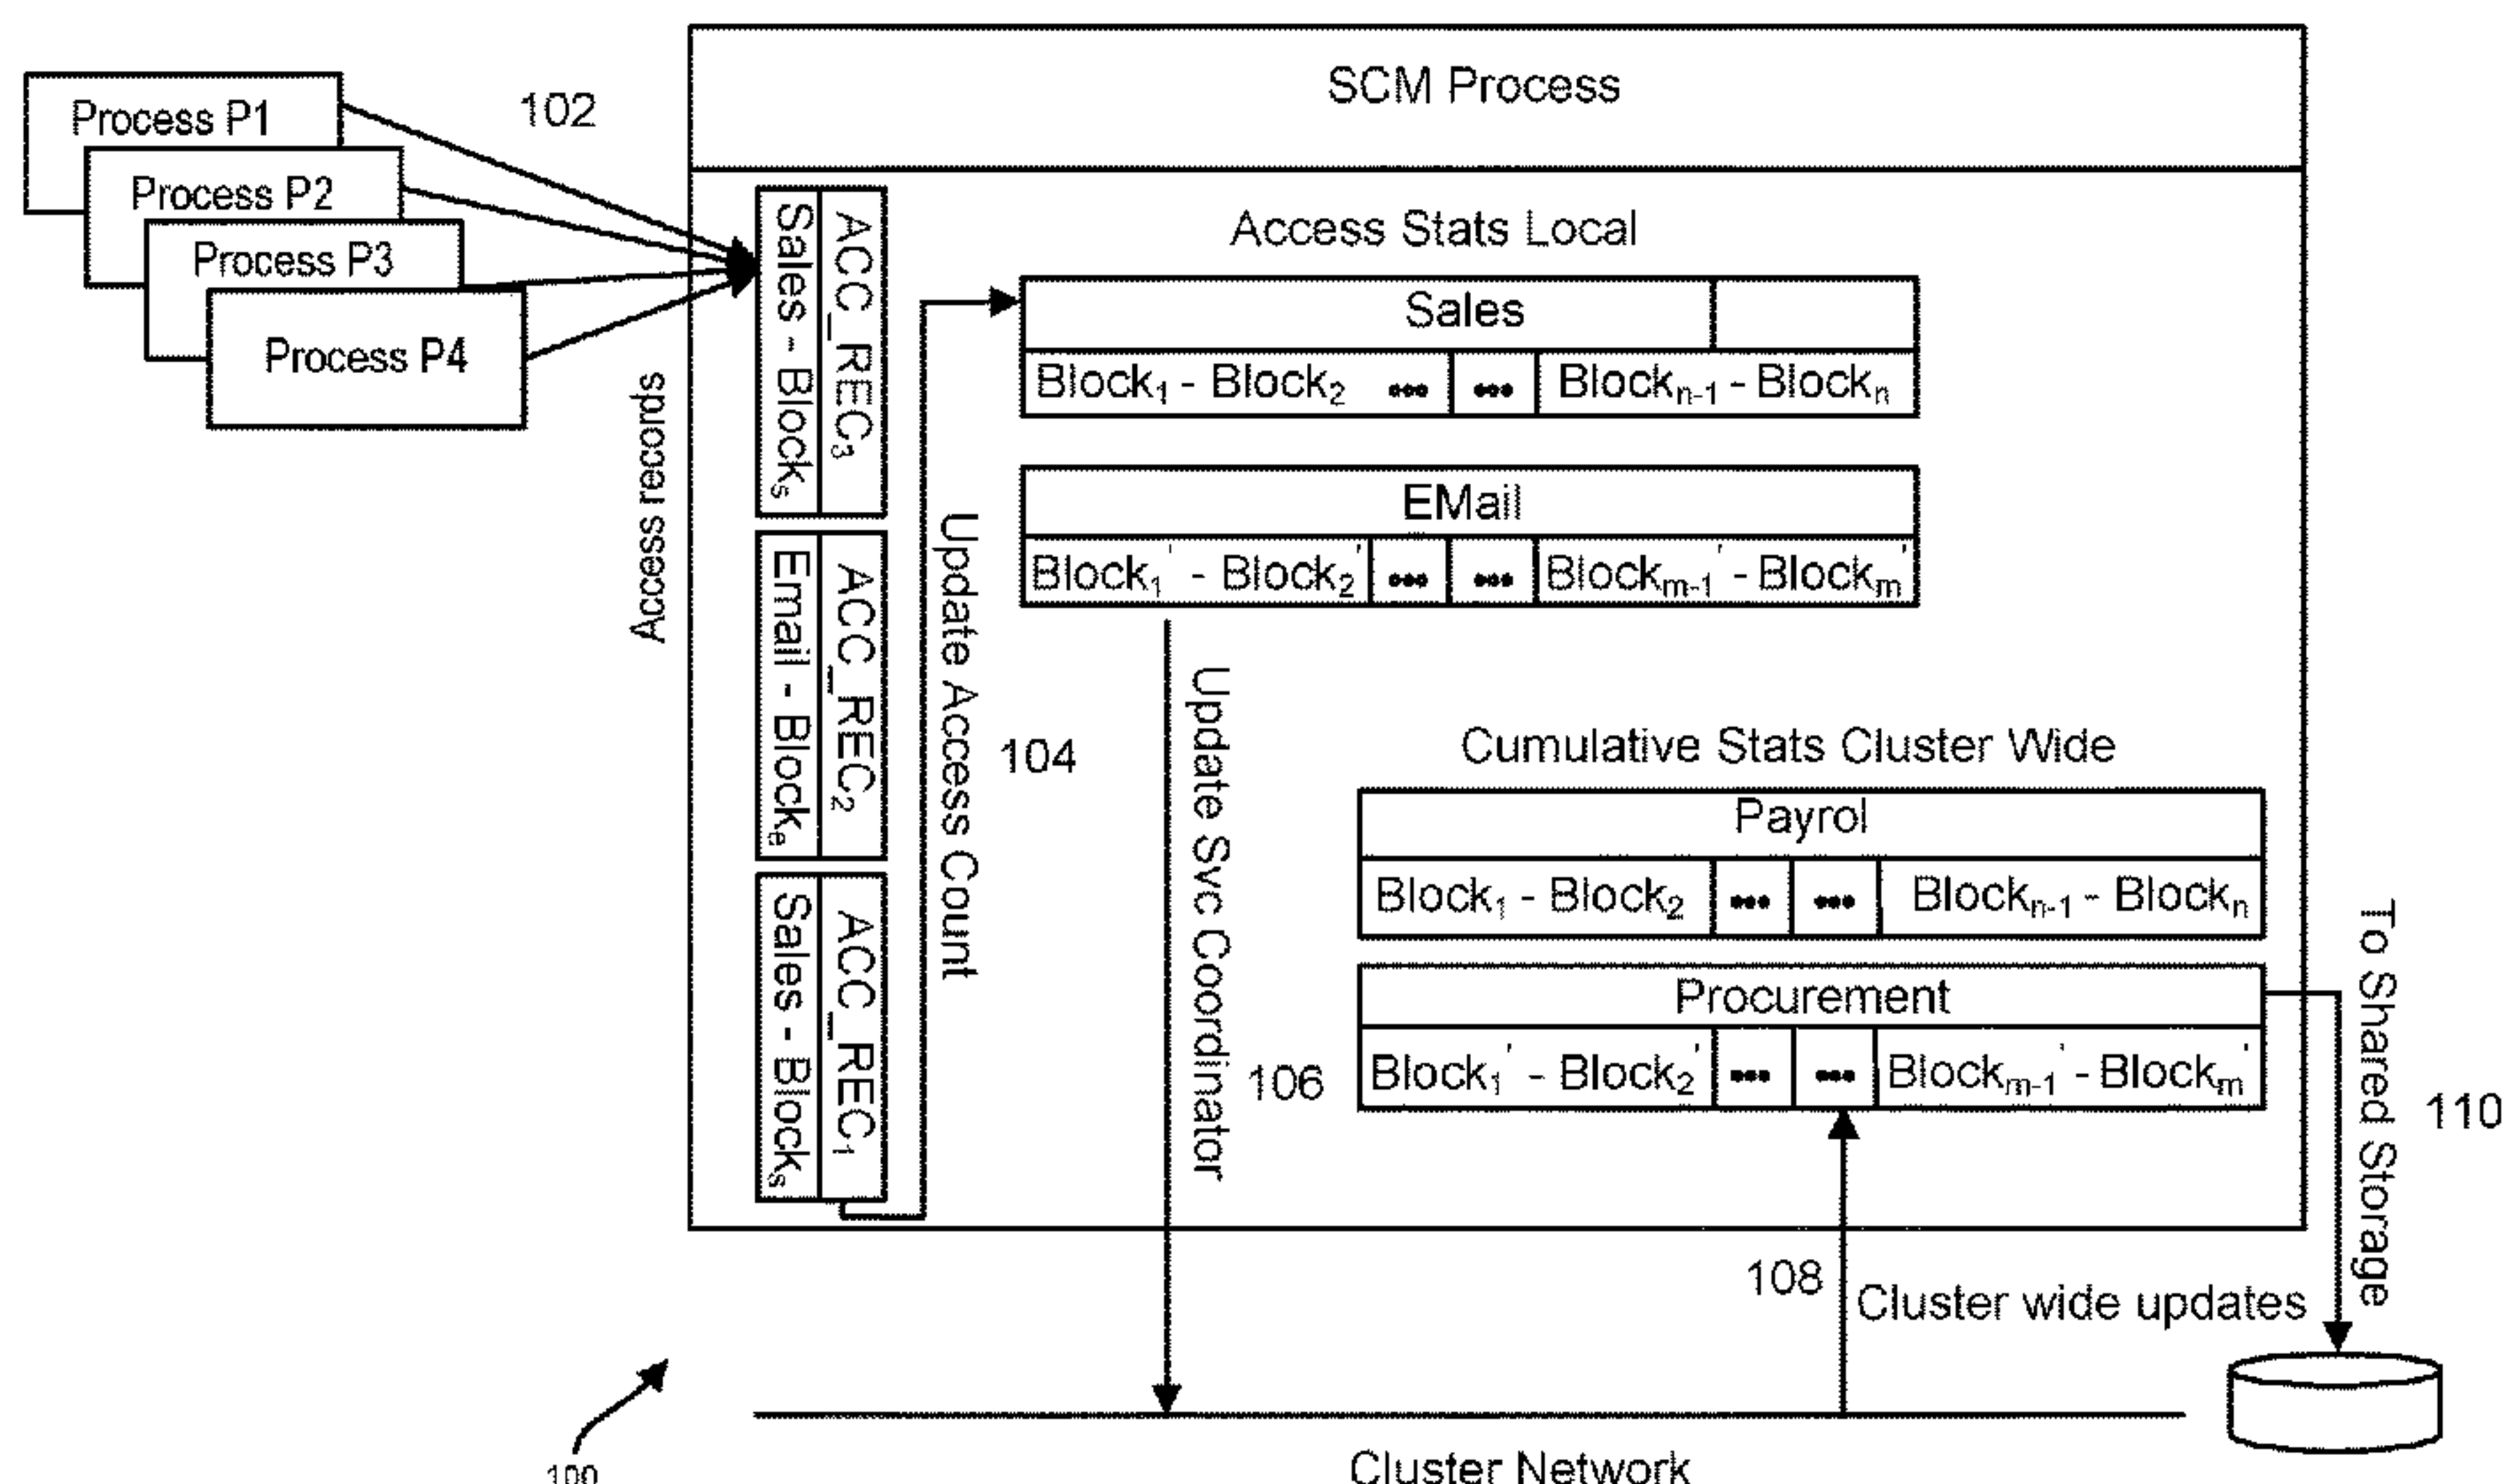 SCM Process
Process P1
Process P2
Process P3
Process P4
102
Access records
ACC_REC₃
Sales - Blockₛ
ACC_REC₂
Email - Blockₑ
ACC_REC₁
Sales - Blockₛ
Update Access Count
104
Access Stats Local
Sales
Block₁ - Block₂ ... ... Blockₙ₋₁ - Blockₙ
EMail
Block₁' - Block₂' ... ... Blockₘ₋₁' - Blockₘ'
Update Svc Coordinator
106
Cumulative Stats Cluster Wide
Payrol
Block₁ - Block₂ ... ... Blockₙ₋₁ - Blockₙ
Procurement
Block₁' - Block₂' ... ... Blockₘ₋₁' - Blockₘ'
To Shared Storage
110
108
Cluster wide updates
100
Cluster Network